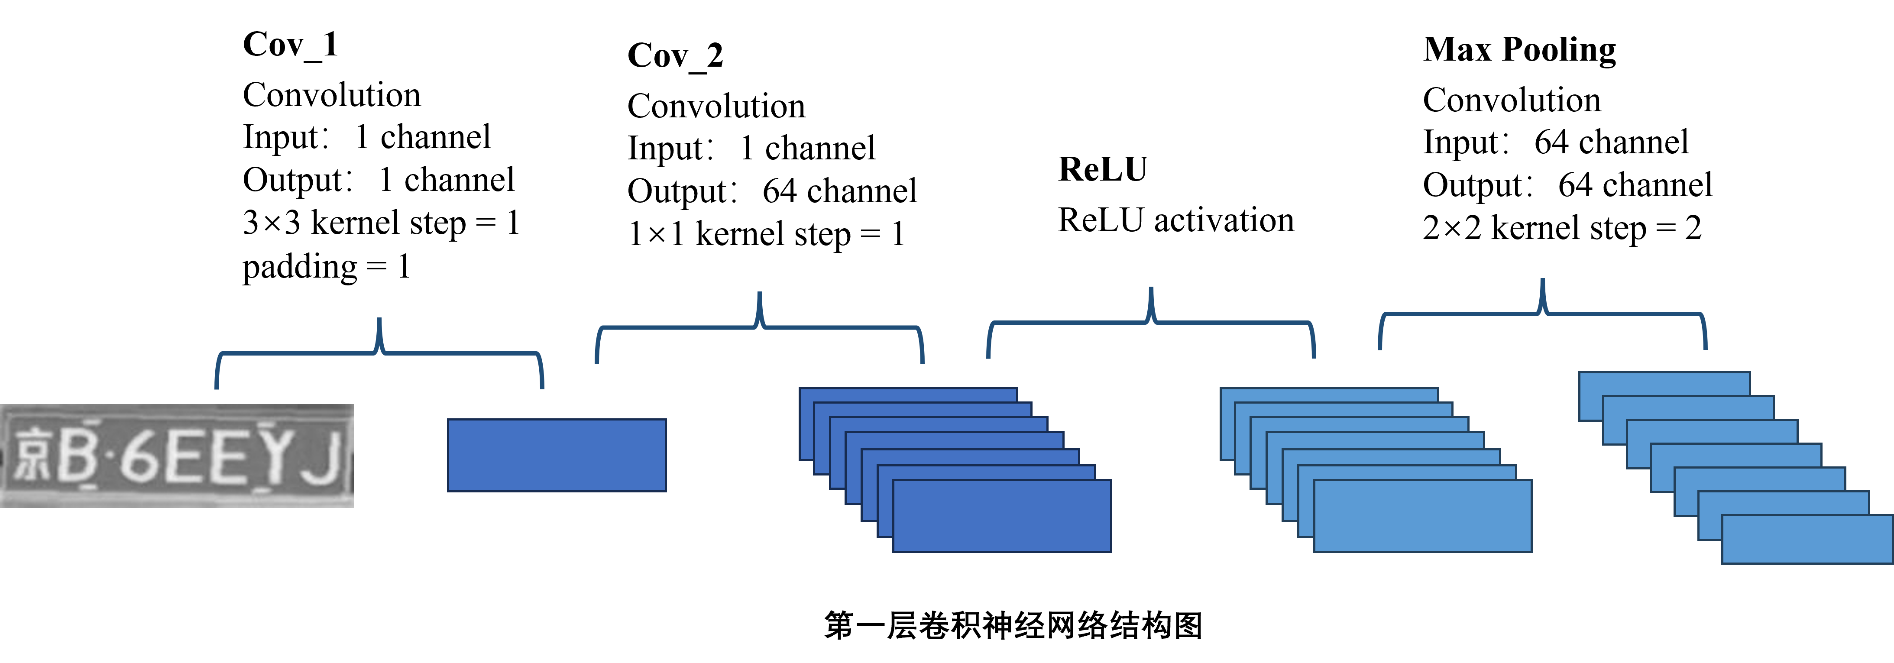 Cov_1
Convolution
Input：1 channel
Output：1 channel
3×3 kernel step = 1
padding = 1
Cov_2
Convolution
Input：1 channel
Output：64 channel
1×1 kernel step = 1
ReLU
ReLU activation
Max Pooling
Convolution
Input：64 channel
Output：64 channel
2×2 kernel step = 2
京B·6EEYJ
第一层卷积神经网络结构图